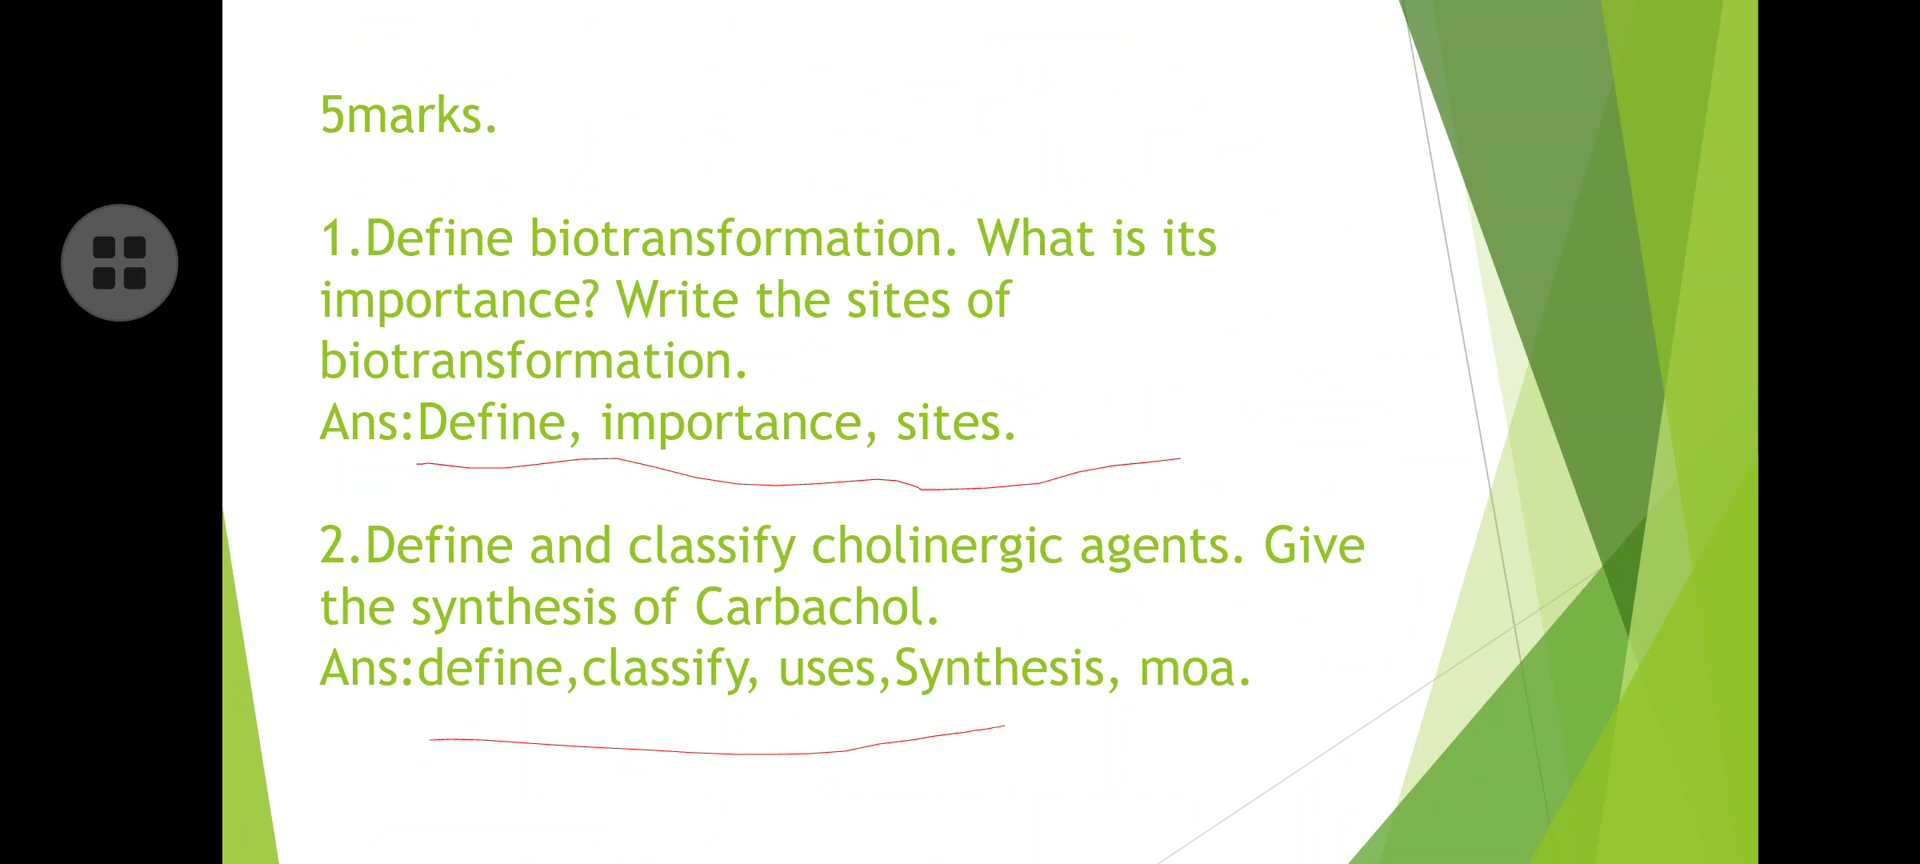 5marks.
1.Define biotransformation. What is its
importance? Write the sites of
biotransformation.
Ans:Define, importance, sites.
2.Define and classify cholinergic agents. Give
the synthesis of Carbachol.
Ans:define,classify, uses,Synthesis, moa.